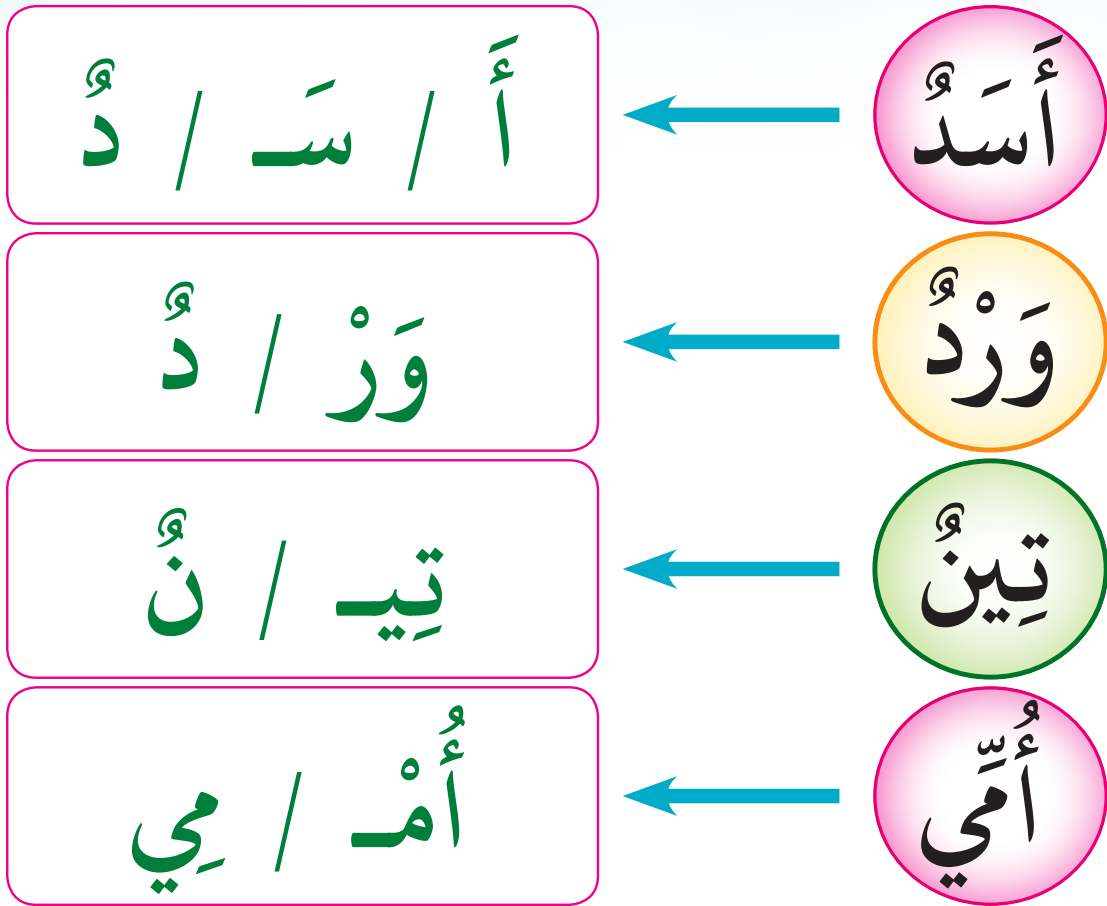 أَسَدٌ أَ / سَـ / دٌ
وَرْدٌ وَرْ / دٌ
تِينٌ تِيـ / نٌ
أُمِّي أُمْـ / مِي